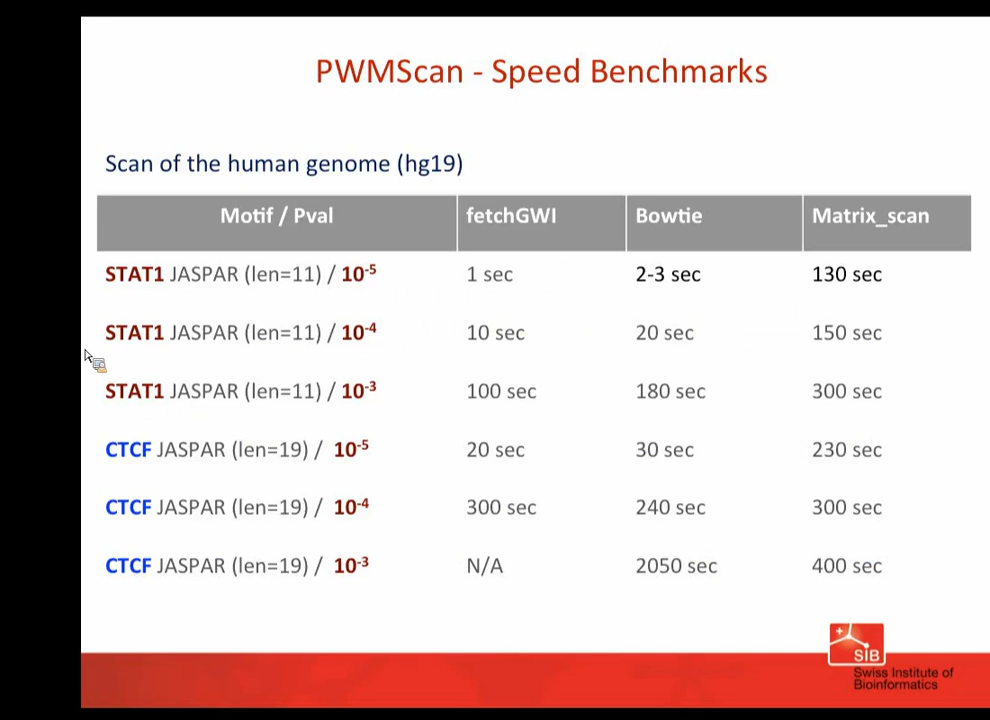 PWMScan - Speed Benchmarks
Scan of the human genome (hg19)
Motif / Pval fetchGWI Bowtie Matrix_scan
STAT1 JASPAR (len=11) / 10⁻⁵ 1 sec 2-3 sec 130 sec
STAT1 JASPAR (len=11) / 10⁻⁴ 10 sec 20 sec 150 sec
STAT1 JASPAR (len=11) / 10⁻³ 100 sec 180 sec 300 sec
CTCF JASPAR (len=19) / 10⁻⁵ 20 sec 30 sec 230 sec
CTCF JASPAR (len=19) / 10⁻⁴ 300 sec 240 sec 300 sec
CTCF JASPAR (len=19) / 10⁻³ N/A 2050 sec 400 sec
SIB
Swiss Institute of
Bioinformatics